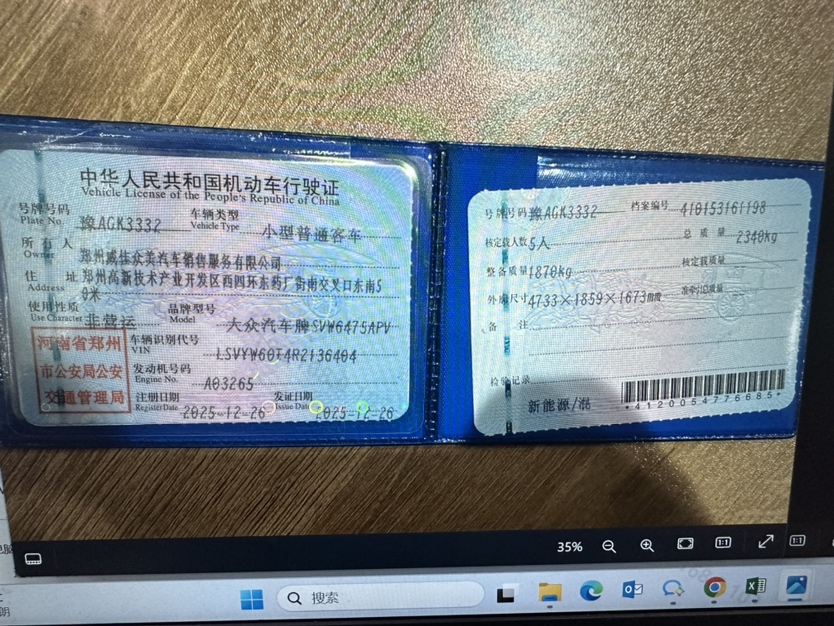 中华人民共和国机动车行驶证
Vehicle License of the People's Republic of China
号牌号码 豫AGK3332 车辆类型 小型普通客车
Plate No. Vehicle Type
所有人 郑州威佳众美汽车销售服务有限公司
Owner
住址 郑州高新技术产业开发区西四环东药厂街南交叉口东南5
Address 0米
使用性质 非营运 品牌型号 大众汽车牌SVW6475APV
Use Character Model
河南省郑州
市公安局公安
交通管理局
车辆识别代号 LSVYW60T4R2136404
VIN
发动机号码 A03265
Engine No.
注册日期 2025-12-26 发证日期 2025-12-26
Register Date Issue Date
号牌号码 豫AGK3332 档案编号 410153161198
核定载人数 5人 总质量 2340kg
整备质量 1870kg 核定载质量
外廓尺寸 4733×1859×1673 准牵引总质量
备注
检验记录
新能源/混
*4120054776685*
35% 1:1 1:1
搜索